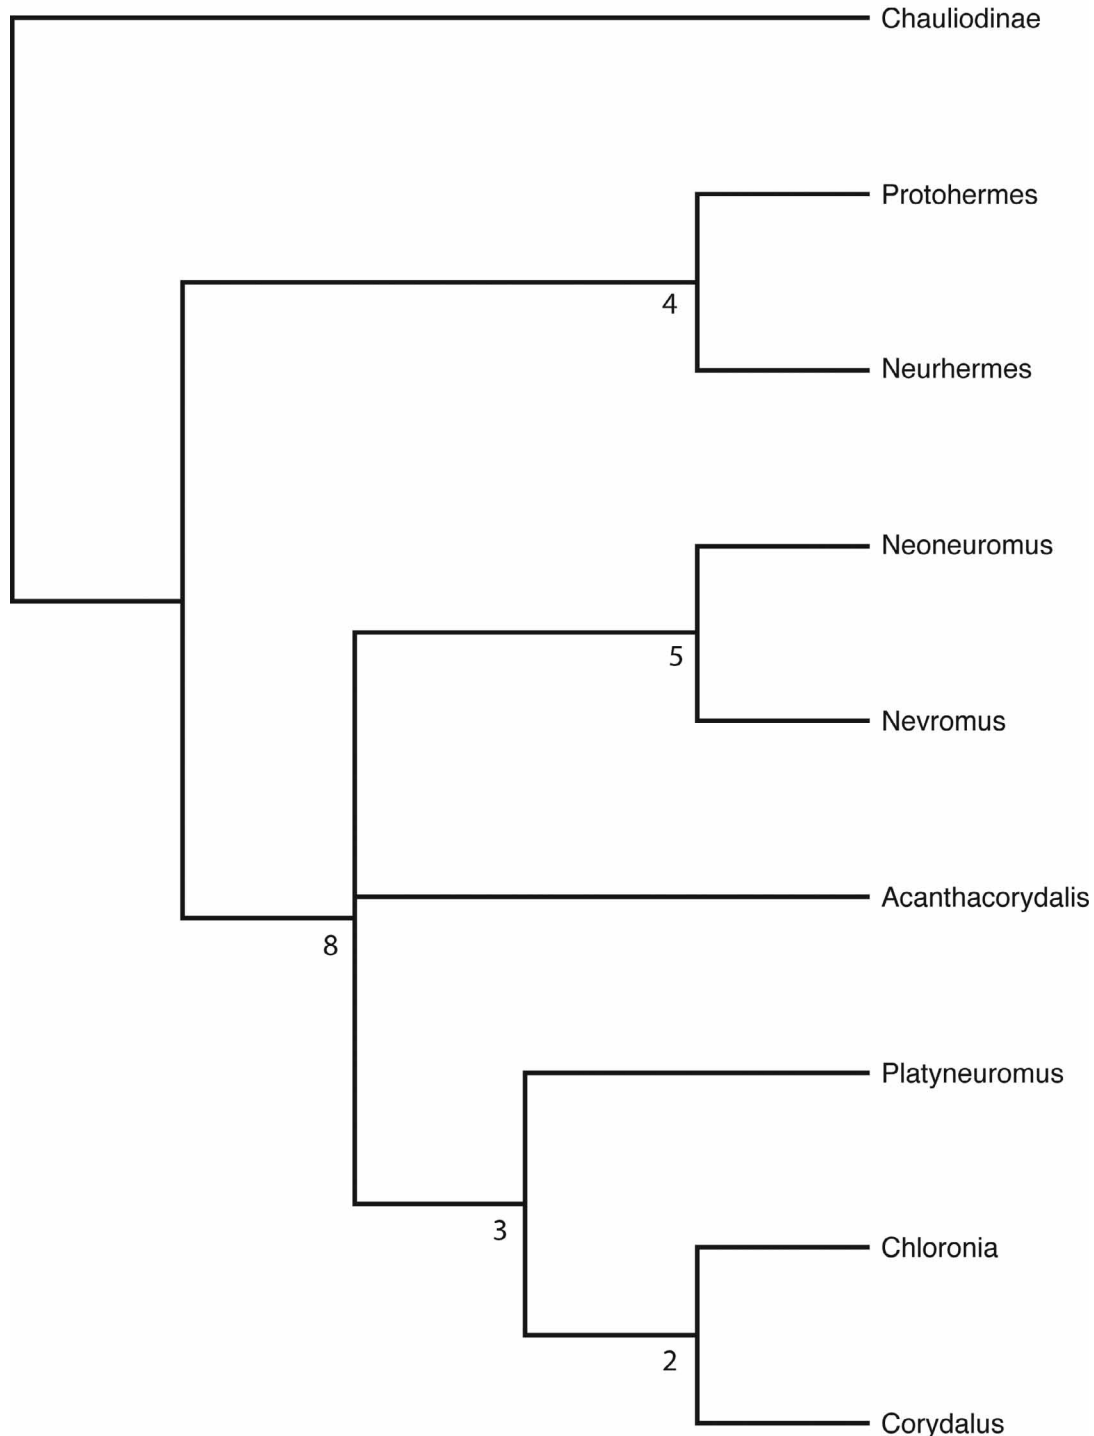 Chauliodinae
Protohermes
4
Neurhermes
Neoneuromus
5
Nevromus
Acanthacorydalis
8
Platyneuromus
3
Chloronia
2
Corydalus